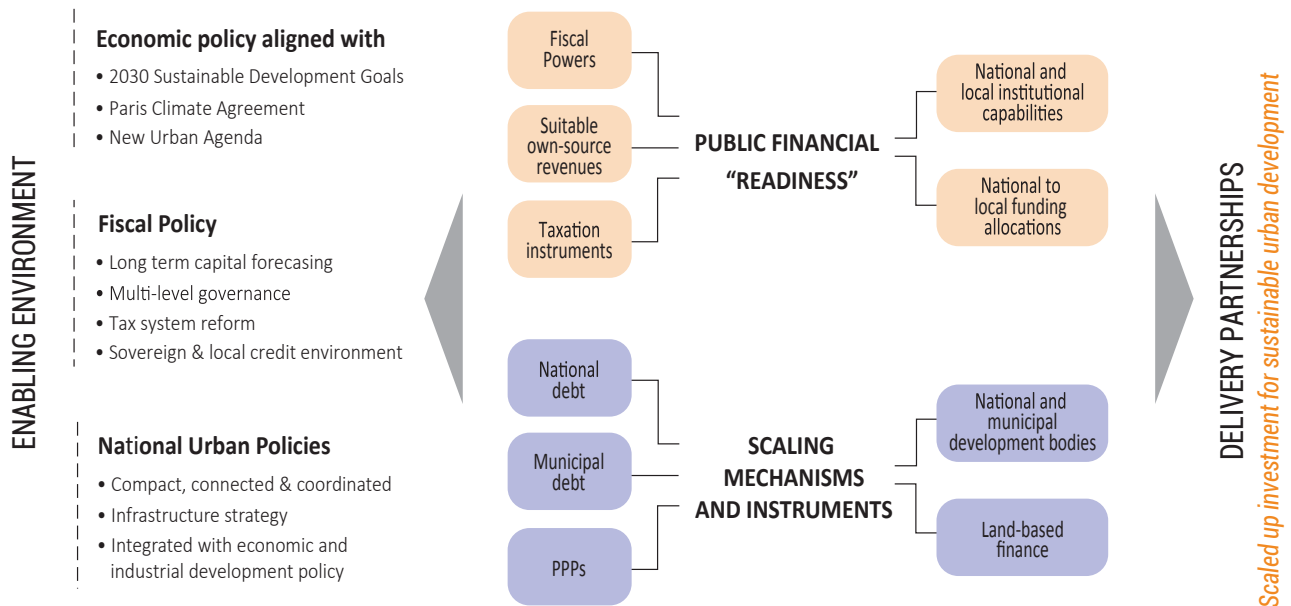 ENABLING ENVIRONMENT
Economic policy aligned with
• 2030 Sustainable Development Goals
• Paris Climate Agreement
• New Urban Agenda
Fiscal Policy
• Long term capital forecasing
• Multi-level governance
• Tax system reform
• Sovereign & local credit environment
National Urban Policies
• Compact, connected & coordinated
• Infrastructure strategy
• Integrated with economic and
industrial development policy
Fiscal
Powers
Suitable
own-source
revenues
Taxation
instruments
PUBLIC FINANCIAL
“READINESS”
National and
local institutional
capabilities
National to
local funding
allocations
National
debt
Municipal
debt
PPPs
SCALING
MECHANISMS
AND INSTRUMENTS
National and
municipal
development bodies
Land-based
finance
DELIVERY PARTNERSHIPS
Scaled up investment for sustainable urban development